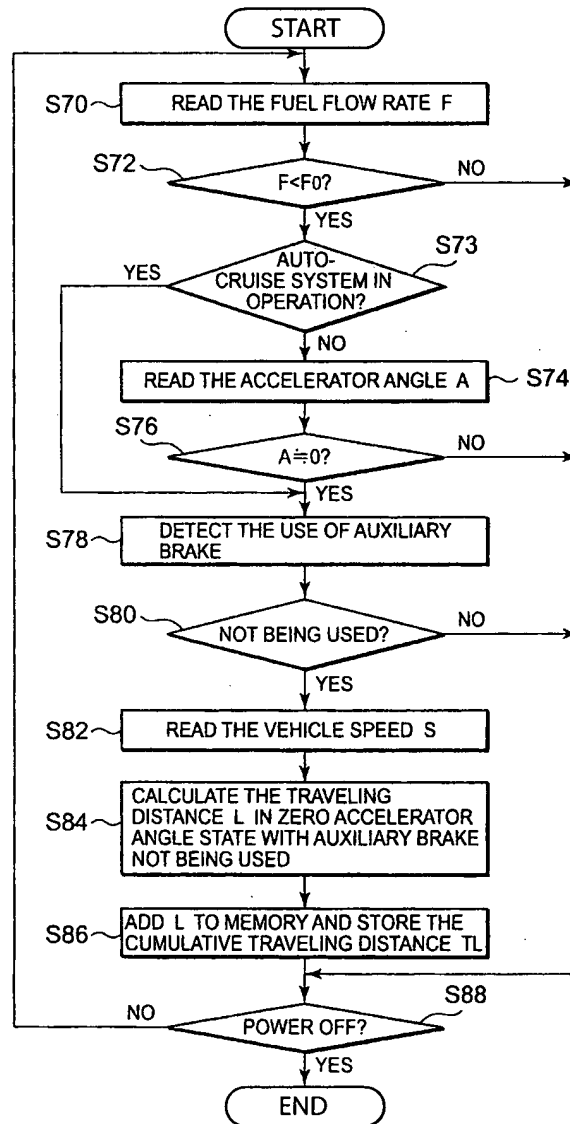 START
S70
READ THE FUEL FLOW RATE F
S72
F<F0?
NO
YES
S73
YES
AUTO-
CRUISE SYSTEM IN
OPERATION?
NO
READ THE ACCELERATOR ANGLE A
S74
S76
A≒0?
NO
YES
S78
DETECT THE USE OF AUXILIARY
BRAKE
S80
NOT BEING USED?
NO
YES
S82
READ THE VEHICLE SPEED S
S84
CALCULATE THE TRAVELING
DISTANCE L IN ZERO ACCELERATOR
ANGLE STATE WITH AUXILIARY BRAKE
NOT BEING USED
S86
ADD L TO MEMORY AND STORE THE
CUMULATIVE TRAVELING DISTANCE TL
NO
S88
POWER OFF?
YES
END